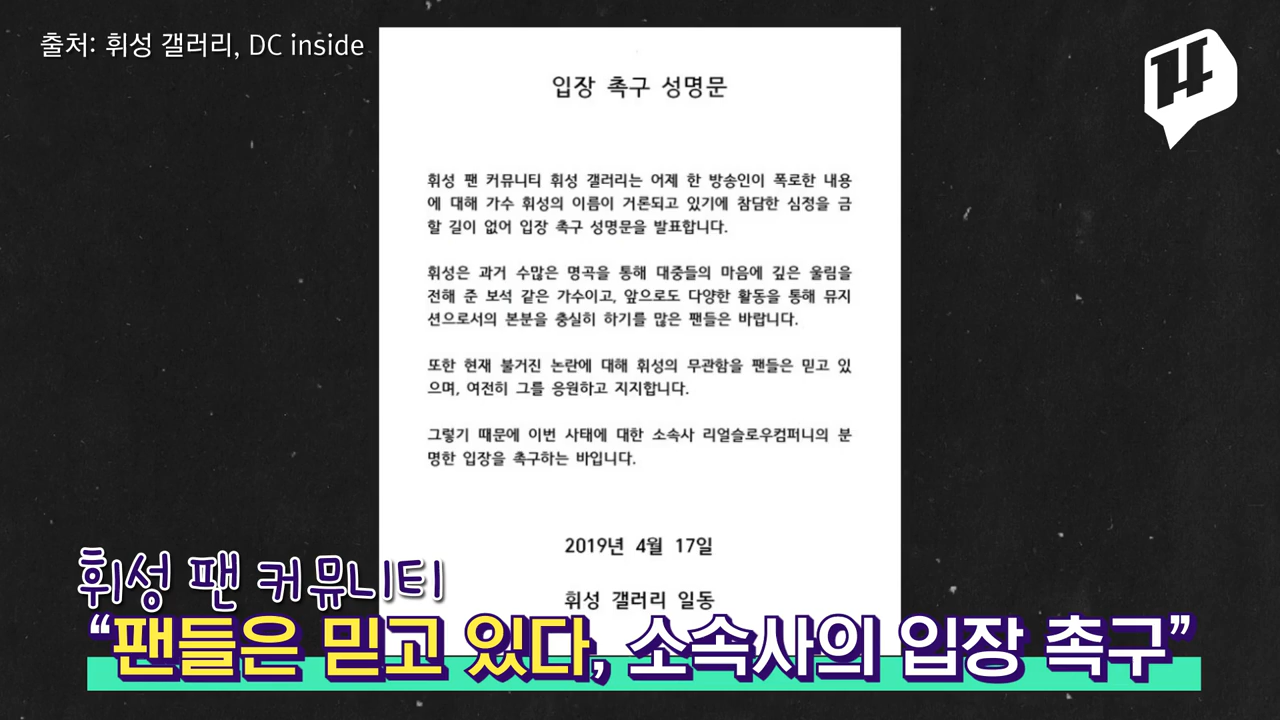 출처: 휘성 갤러리, DC inside
입장 촉구 성명문
휘성 팬 커뮤니티 휘성 갤러리는 어제 한 방송인이 폭로한 내용
에 대해 가수 휘성의 이름이 거론되고 있기에 참담한 심정을 금
할 길이 없어 입장 촉구 성명문을 발표합니다.
휘성은 과거 수많은 명곡을 통해 대중들의 마음에 깊은 울림을
전해 준 보석 같은 가수이고, 앞으로도 다양한 활동을 통해 뮤지
션으로서의 본분을 충실히 하기를 많은 팬들은 바랍니다.
또한 현재 불거진 논란에 대해 휘성의 무관함을 팬들은 믿고 있
으며, 여전히 그를 응원하고 지지합니다.
그렇기 때문에 이번 사태에 대한 소속사 리얼슬로우컴퍼니의 분
명한 입장을 촉구하는 바입니다.
2019년 4월 17일
휘성 갤러리 일동
휘성 팬 커뮤니티
“팬들은 믿고 있다, 소속사의 입장 촉구”